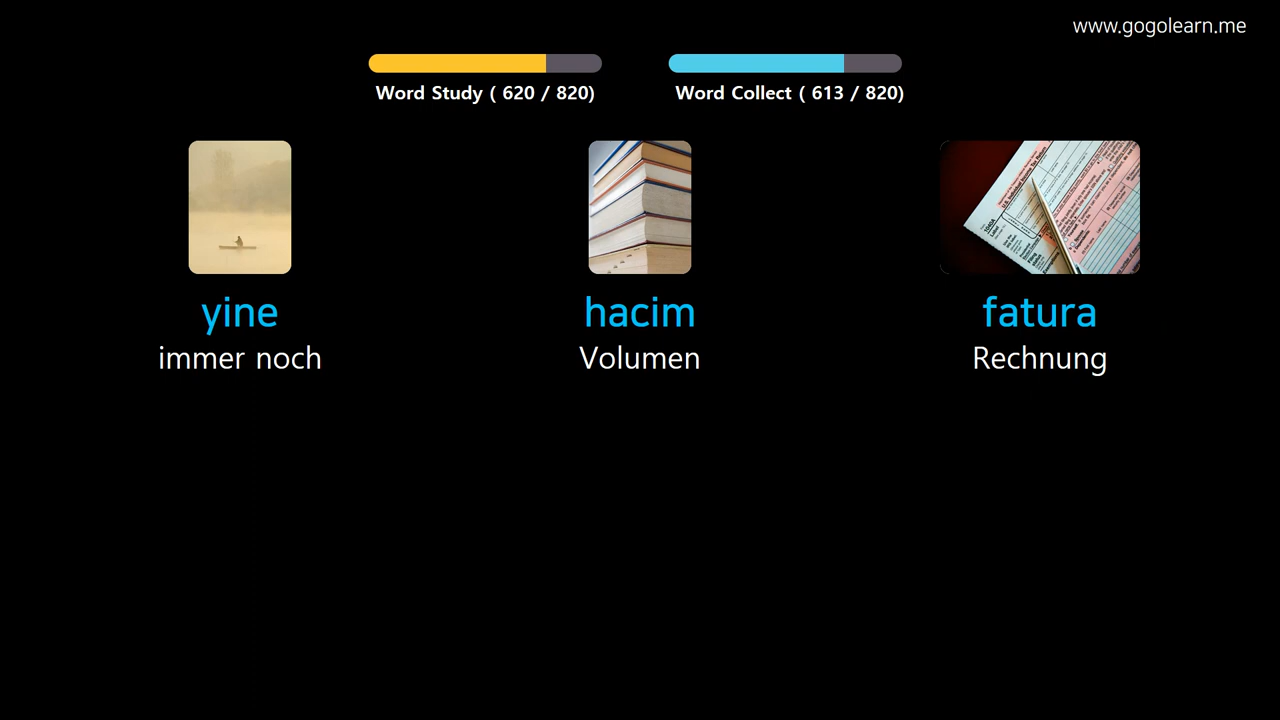 www.gogolearn.me
Word Study ( 620 / 820)
Word Collect ( 613 / 820)
yine
immer noch
hacim
Volumen
fatura
Rechnung